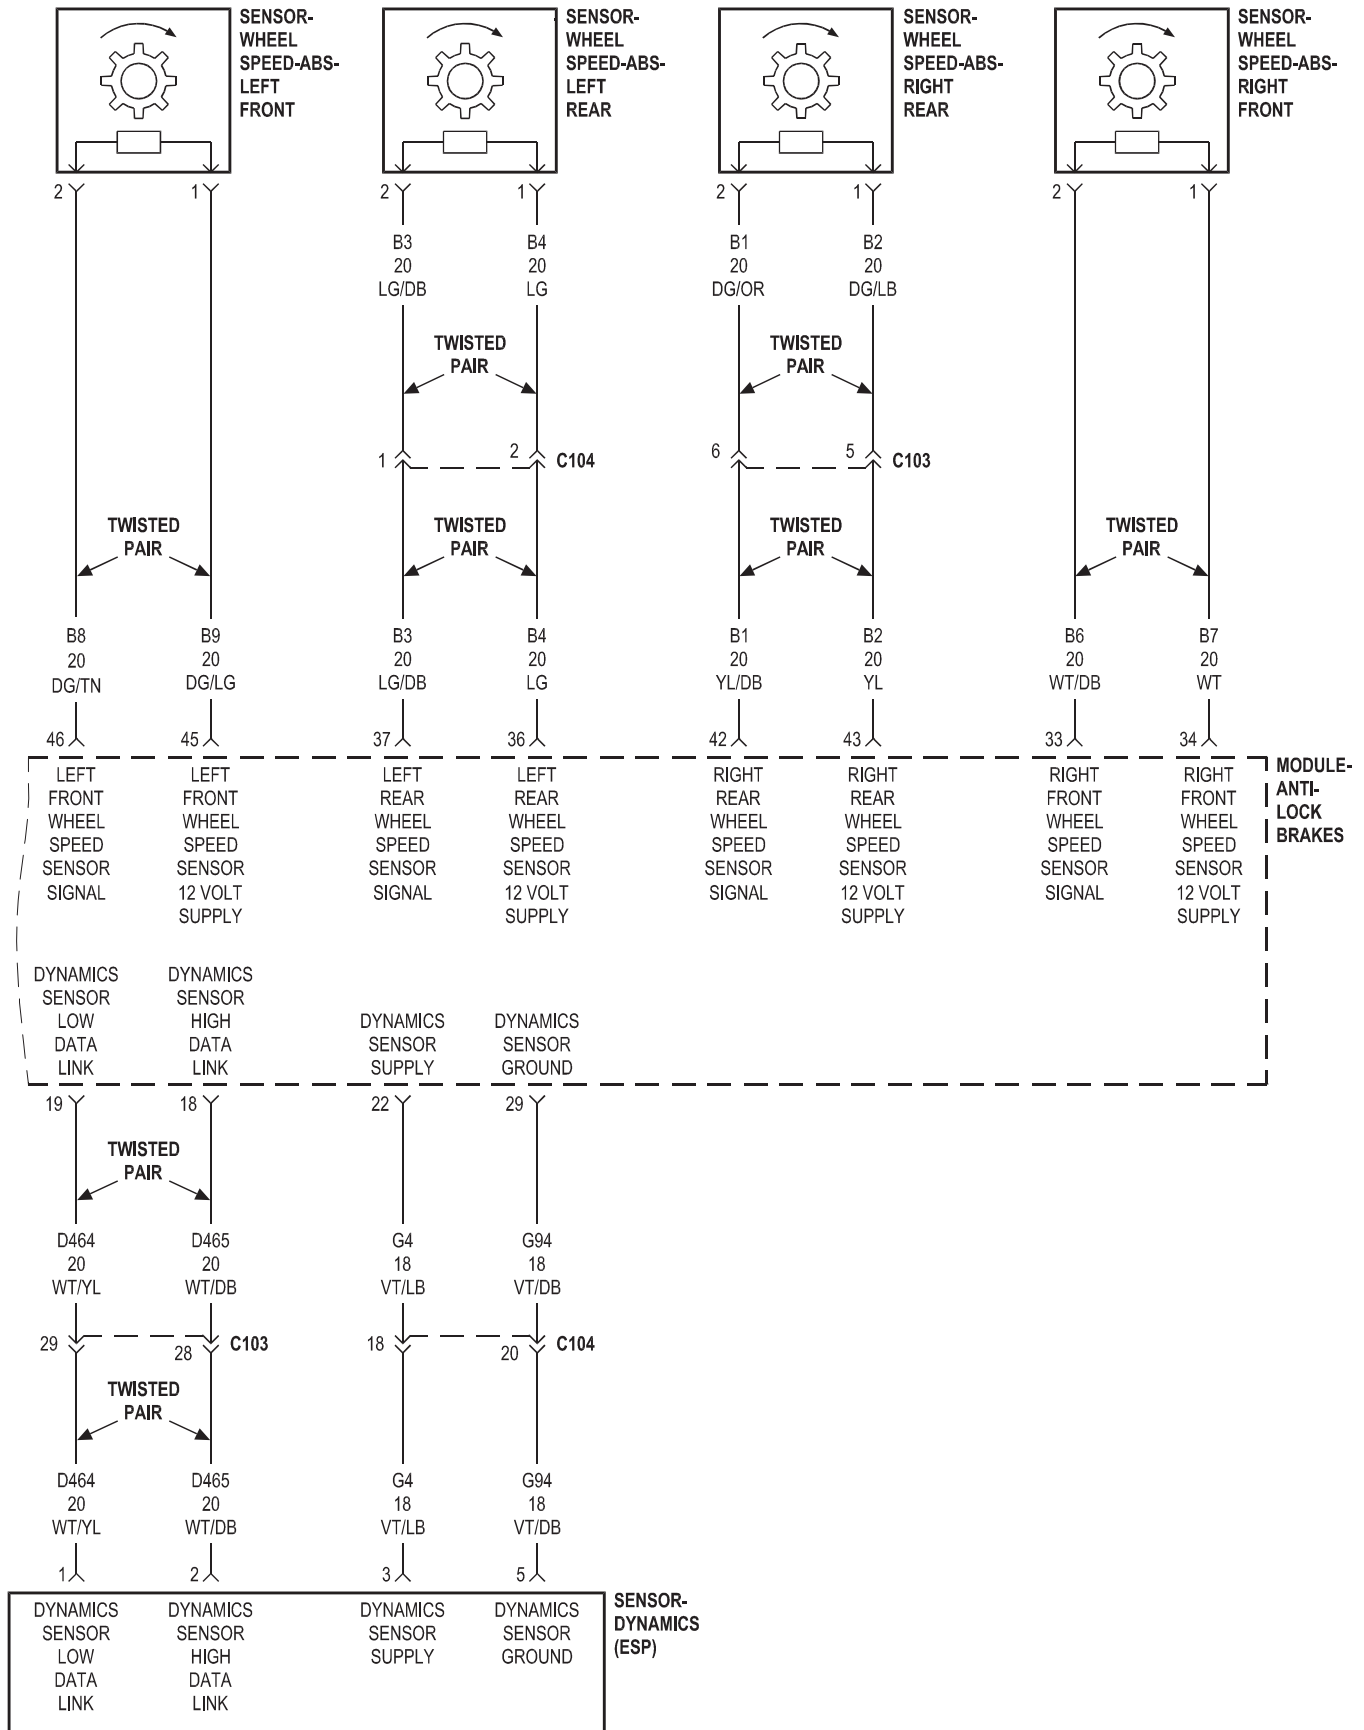 SENSOR-
WHEEL
SPEED-ABS-
LEFT
FRONT
SENSOR-
WHEEL
SPEED-ABS-
LEFT
REAR
SENSOR-
WHEEL
SPEED-ABS-
RIGHT
REAR
SENSOR-
WHEEL
SPEED-ABS-
RIGHT
FRONT
2 1 2 1 2 1 2 1
B3 B4 B1 B2
20 20 20 20
LG/DB LG DG/OR DG/LB
TWISTED
PAIR
TWISTED
PAIR
1 2 C104 6 5 C103
TWISTED
PAIR
TWISTED
PAIR
TWISTED
PAIR
TWISTED
PAIR
B8 B9 B3 B4 B1 B2 B6 B7
20 20 20 20 20 20 20 20
DG/TN DG/LG LG/DB LG YL/DB YL WT/DB WT
46 45 37 36 42 43 33 34
MODULE-
ANTI-
LOCK
BRAKES
LEFT
FRONT
WHEEL
SPEED
SENSOR
SIGNAL
LEFT
FRONT
WHEEL
SPEED
SENSOR
12 VOLT
SUPPLY
LEFT
REAR
WHEEL
SPEED
SENSOR
SIGNAL
LEFT
REAR
WHEEL
SPEED
SENSOR
12 VOLT
SUPPLY
RIGHT
REAR
WHEEL
SPEED
SENSOR
SIGNAL
RIGHT
REAR
WHEEL
SPEED
SENSOR
12 VOLT
SUPPLY
RIGHT
FRONT
WHEEL
SPEED
SENSOR
SIGNAL
RIGHT
FRONT
WHEEL
SPEED
SENSOR
12 VOLT
SUPPLY
DYNAMICS
SENSOR
LOW
DATA
LINK
DYNAMICS
SENSOR
HIGH
DATA
LINK
DYNAMICS
SENSOR
SUPPLY
DYNAMICS
SENSOR
GROUND
19 18 22 29
TWISTED
PAIR
D464 D465 G4 G94
20 20 18 18
WT/YL WT/DB VT/LB VT/DB
29 28 C103 18 20 C104
TWISTED
PAIR
D464 D465 G4 G94
20 20 18 18
WT/YL WT/DB VT/LB VT/DB
1 2 3 5
SENSOR-
DYNAMICS
(ESP)
DYNAMICS
SENSOR
LOW
DATA
LINK
DYNAMICS
SENSOR
HIGH
DATA
LINK
DYNAMICS
SENSOR
SUPPLY
DYNAMICS
SENSOR
GROUND